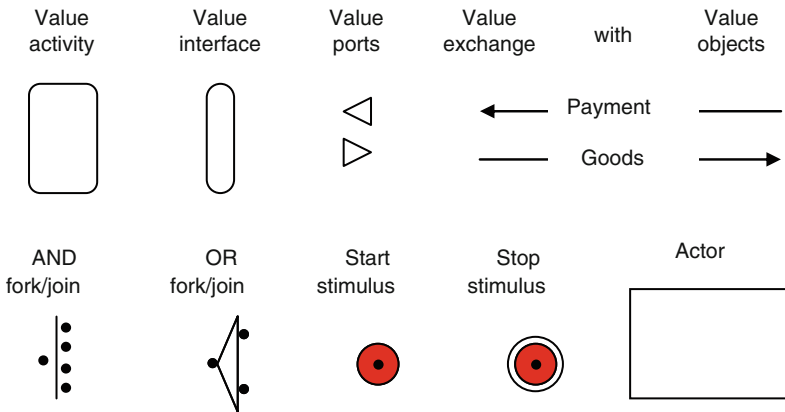 Value activity
Value interface
Value ports
Value exchange
with
Value objects
Payment
Goods
AND fork/join
OR fork/join
Start stimulus
Stop stimulus
Actor